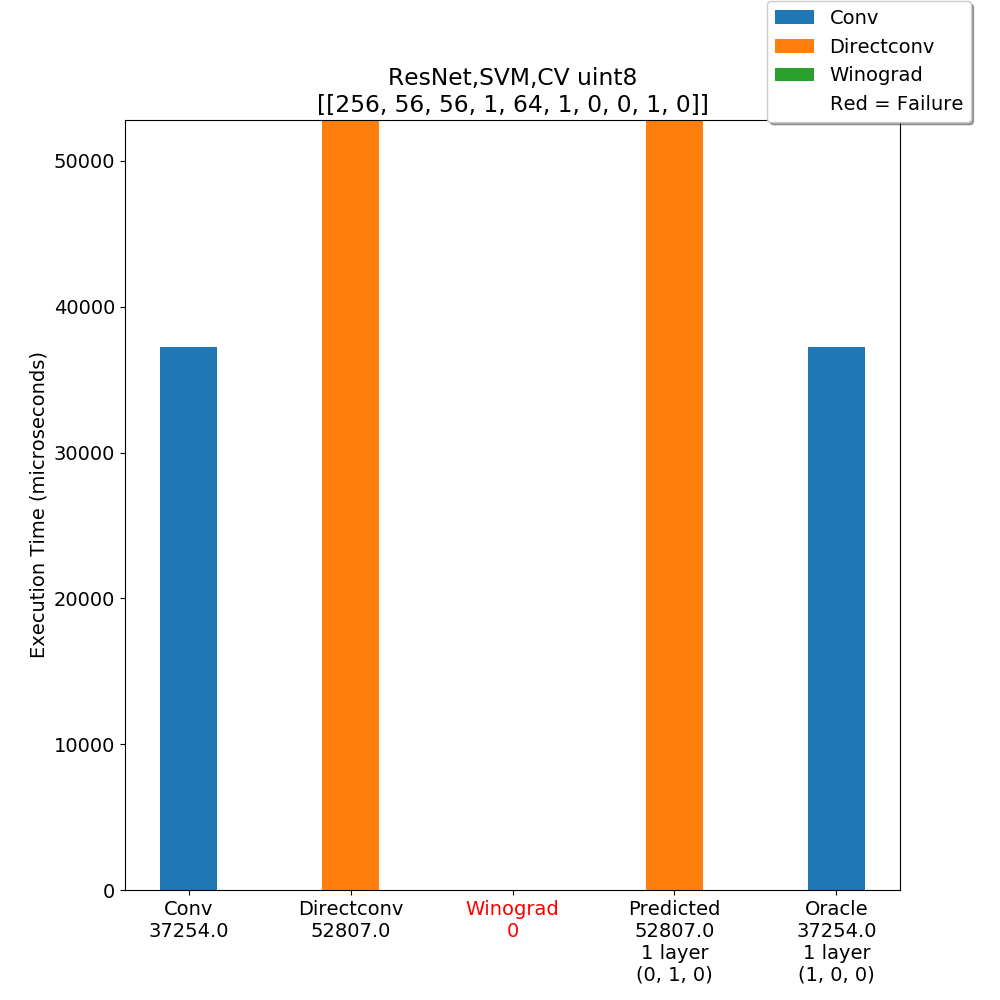 Conv
Directconv
Winograd
Red = Failure
ResNet,SVM,CV uint8
[[256, 56, 56, 1, 64, 1, 0, 0, 1, 0]]
Execution Time (microseconds)
50000
40000
30000
20000
10000
0
Conv
37254.0
Directconv
52807.0
Winograd
0
Predicted
52807.0
1 layer
(0, 1, 0)
Oracle
37254.0
1 layer
(1, 0, 0)